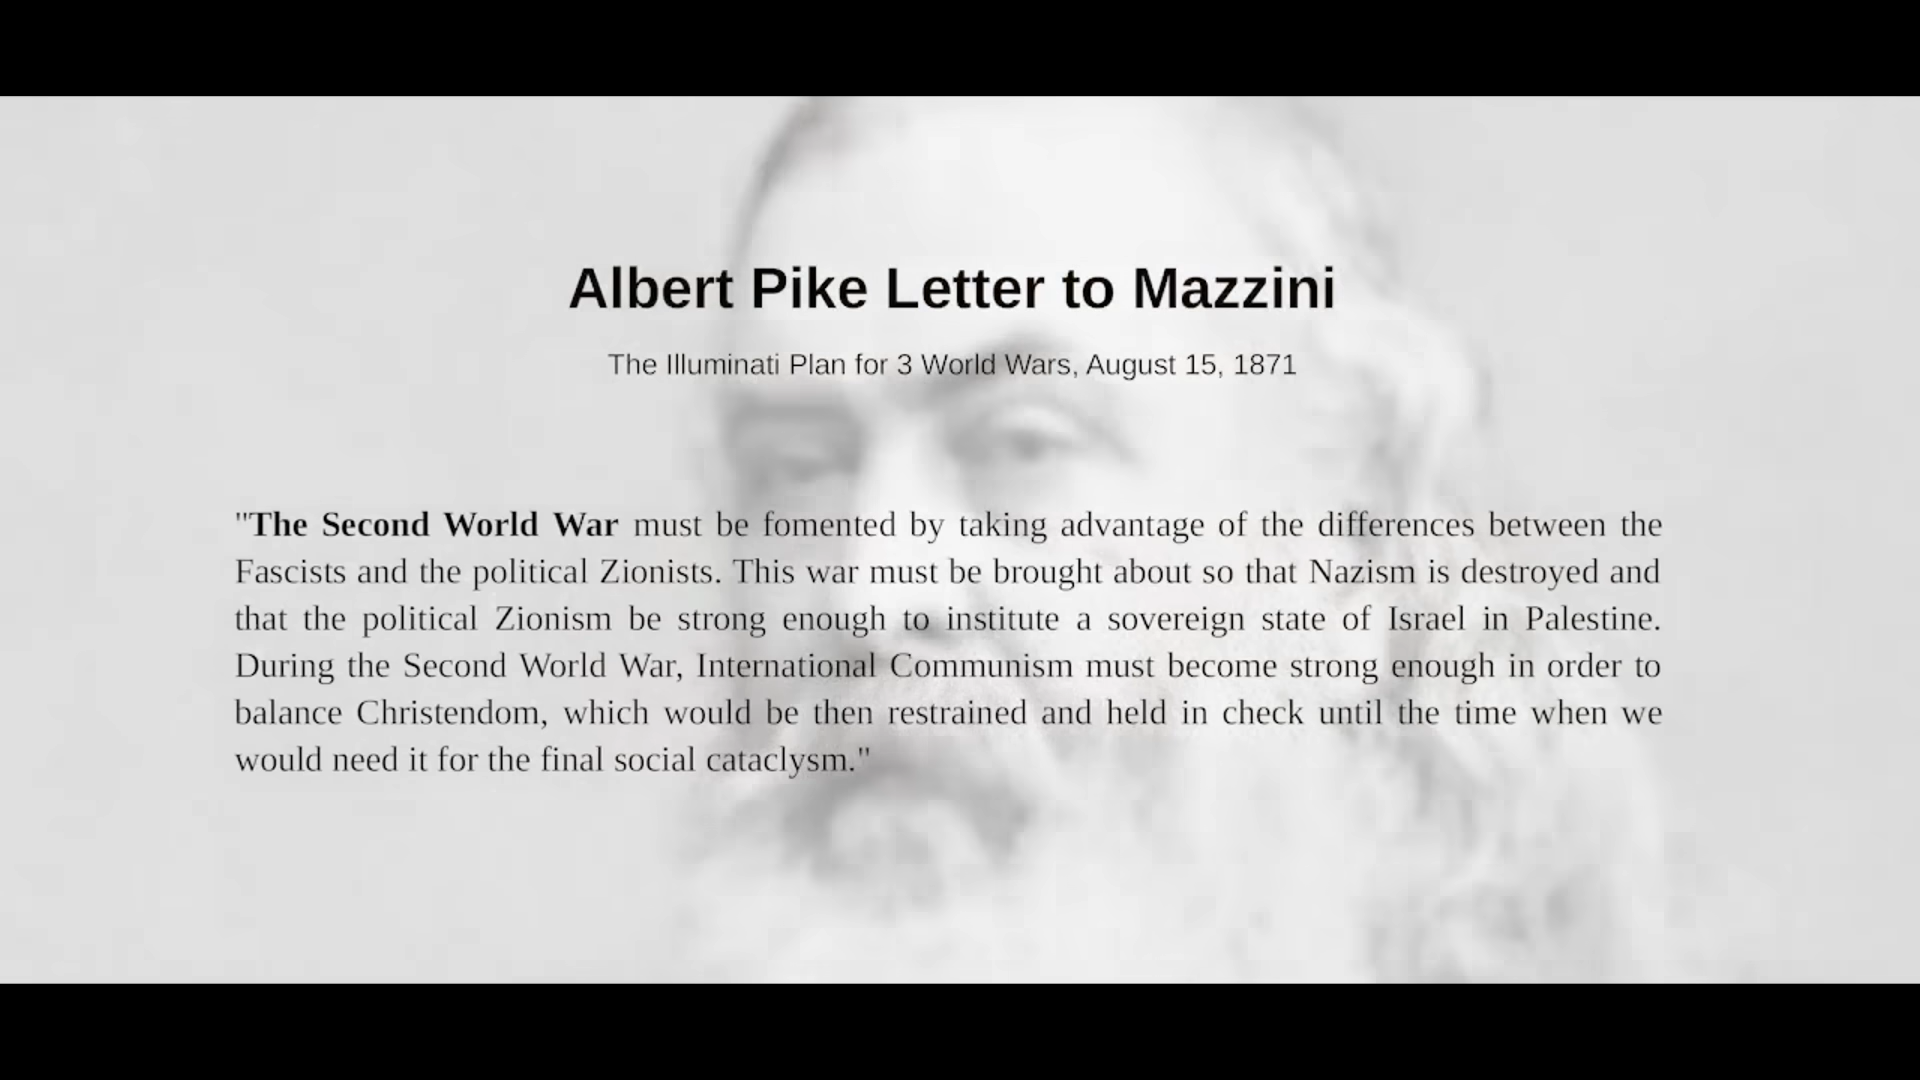 Albert Pike Letter to Mazzini
The Illuminati Plan for 3 World Wars, August 15, 1871
"The Second World War must be fomented by taking advantage of the differences between the
Fascists and the political Zionists. This war must be brought about so that Nazism is destroyed and
that the political Zionism be strong enough to institute a sovereign state of Israel in Palestine.
During the Second World War, International Communism must become strong enough in order to
balance Christendom, which would be then restrained and held in check until the time when we
would need it for the final social cataclysm."